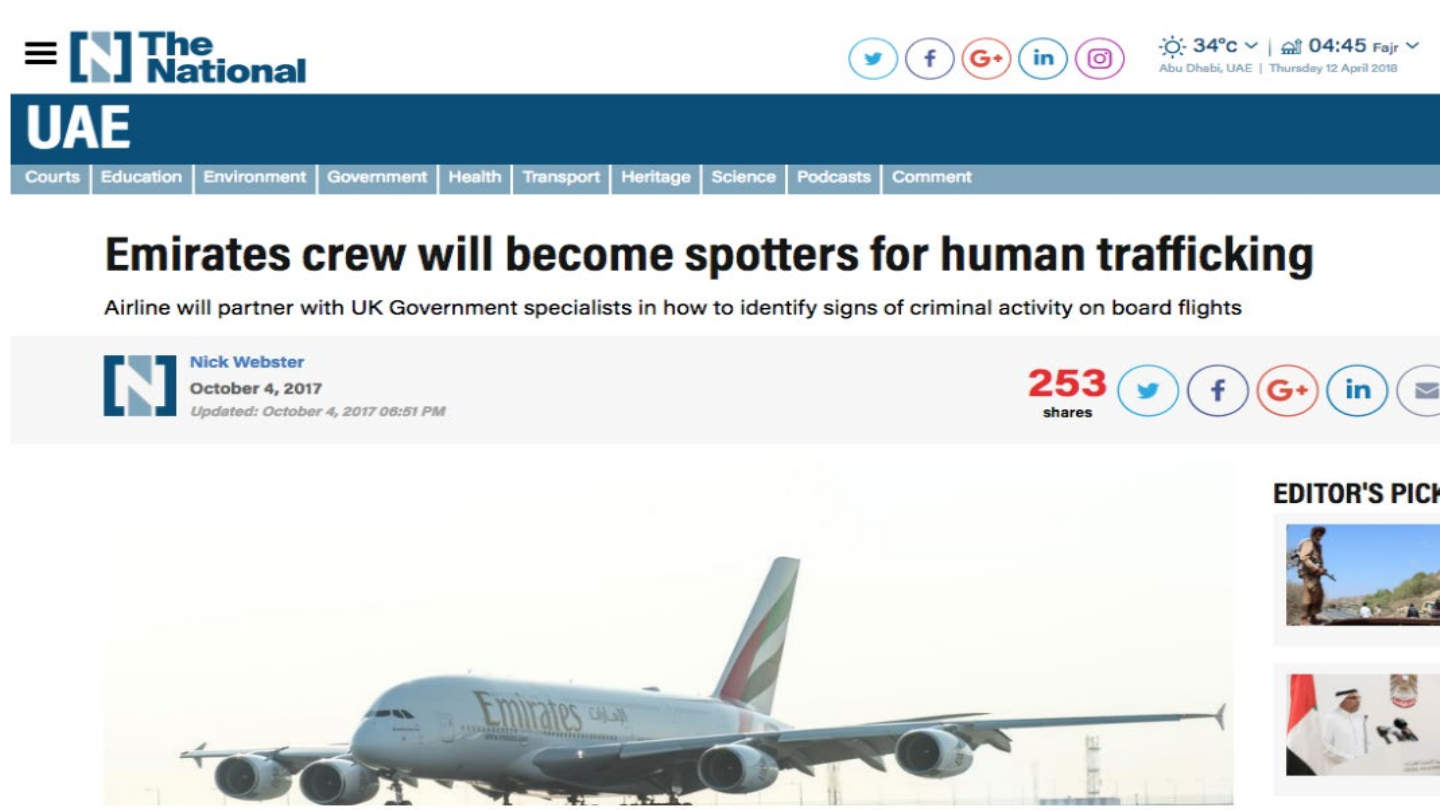 The
National
34°c
04:45 Fajr
Abu Dhabi, UAE | Thursday 12 April 2018
UAE
Courts | Education | Environment | Government | Health | Transport | Heritage | Science | Podcasts | Comment
Emirates crew will become spotters for human trafficking
Airline will partner with UK Government specialists in how to identify signs of criminal activity on board flights
Nick Webster
October 4, 2017
Updated: October 4, 2017 06:51 PM
253
shares
EDITOR'S PICK
Emirates الإمارات